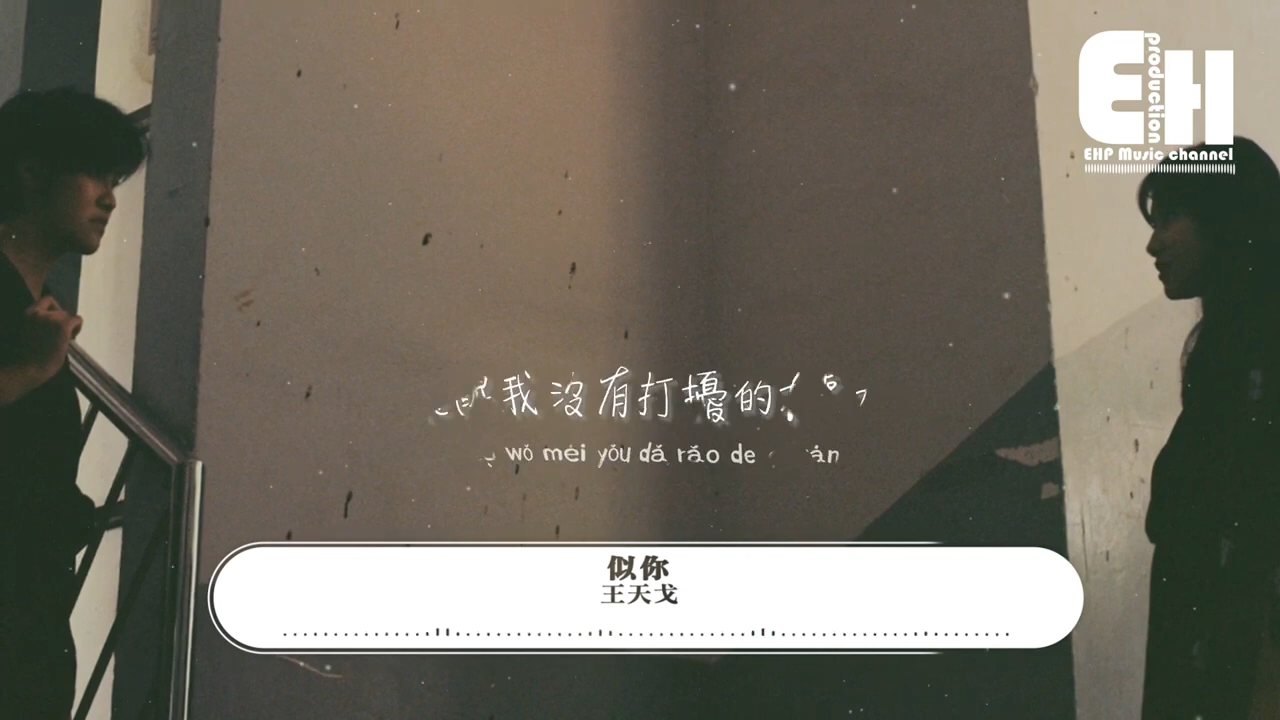 EH
production
EHP Music channel
我沒有打擾的
wǒ méi yǒu dǎ rǎo de
似你
王天戈